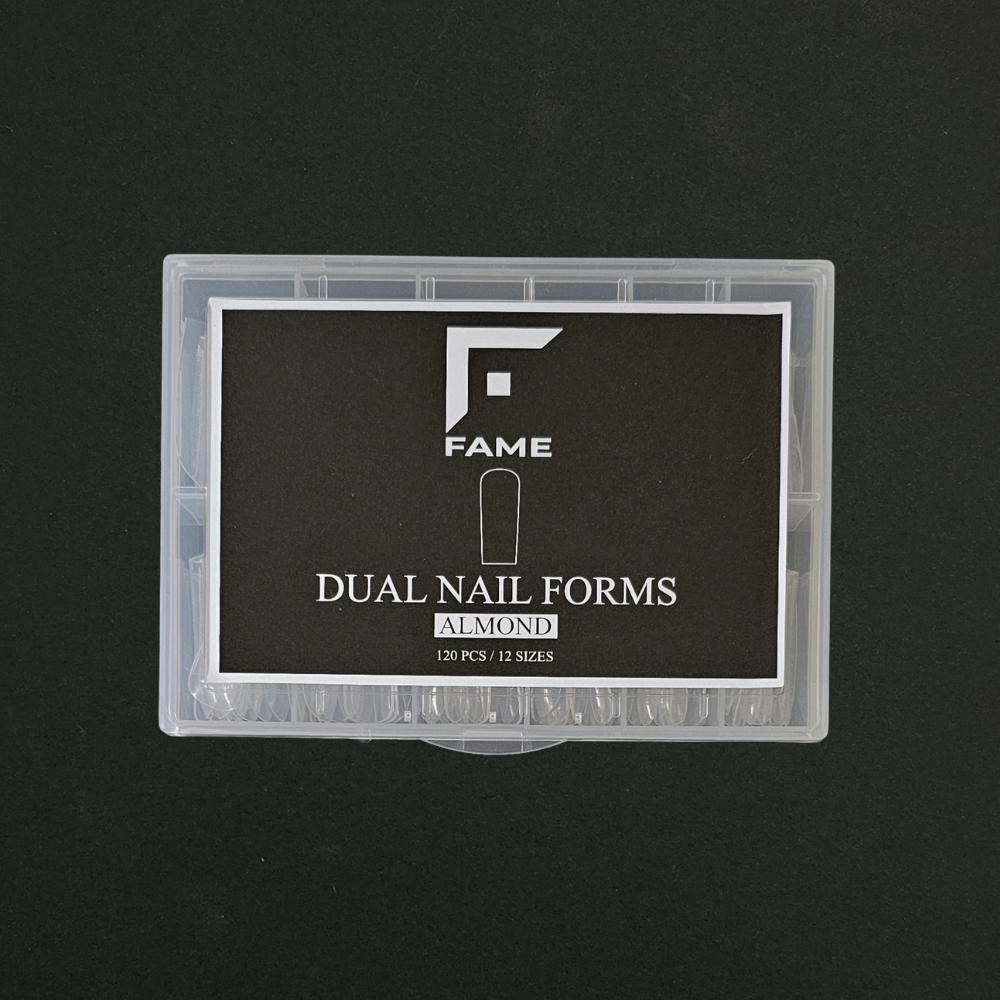 FAME
DUAL NAIL FORMS
ALMOND
120 PCS / 12 SIZES